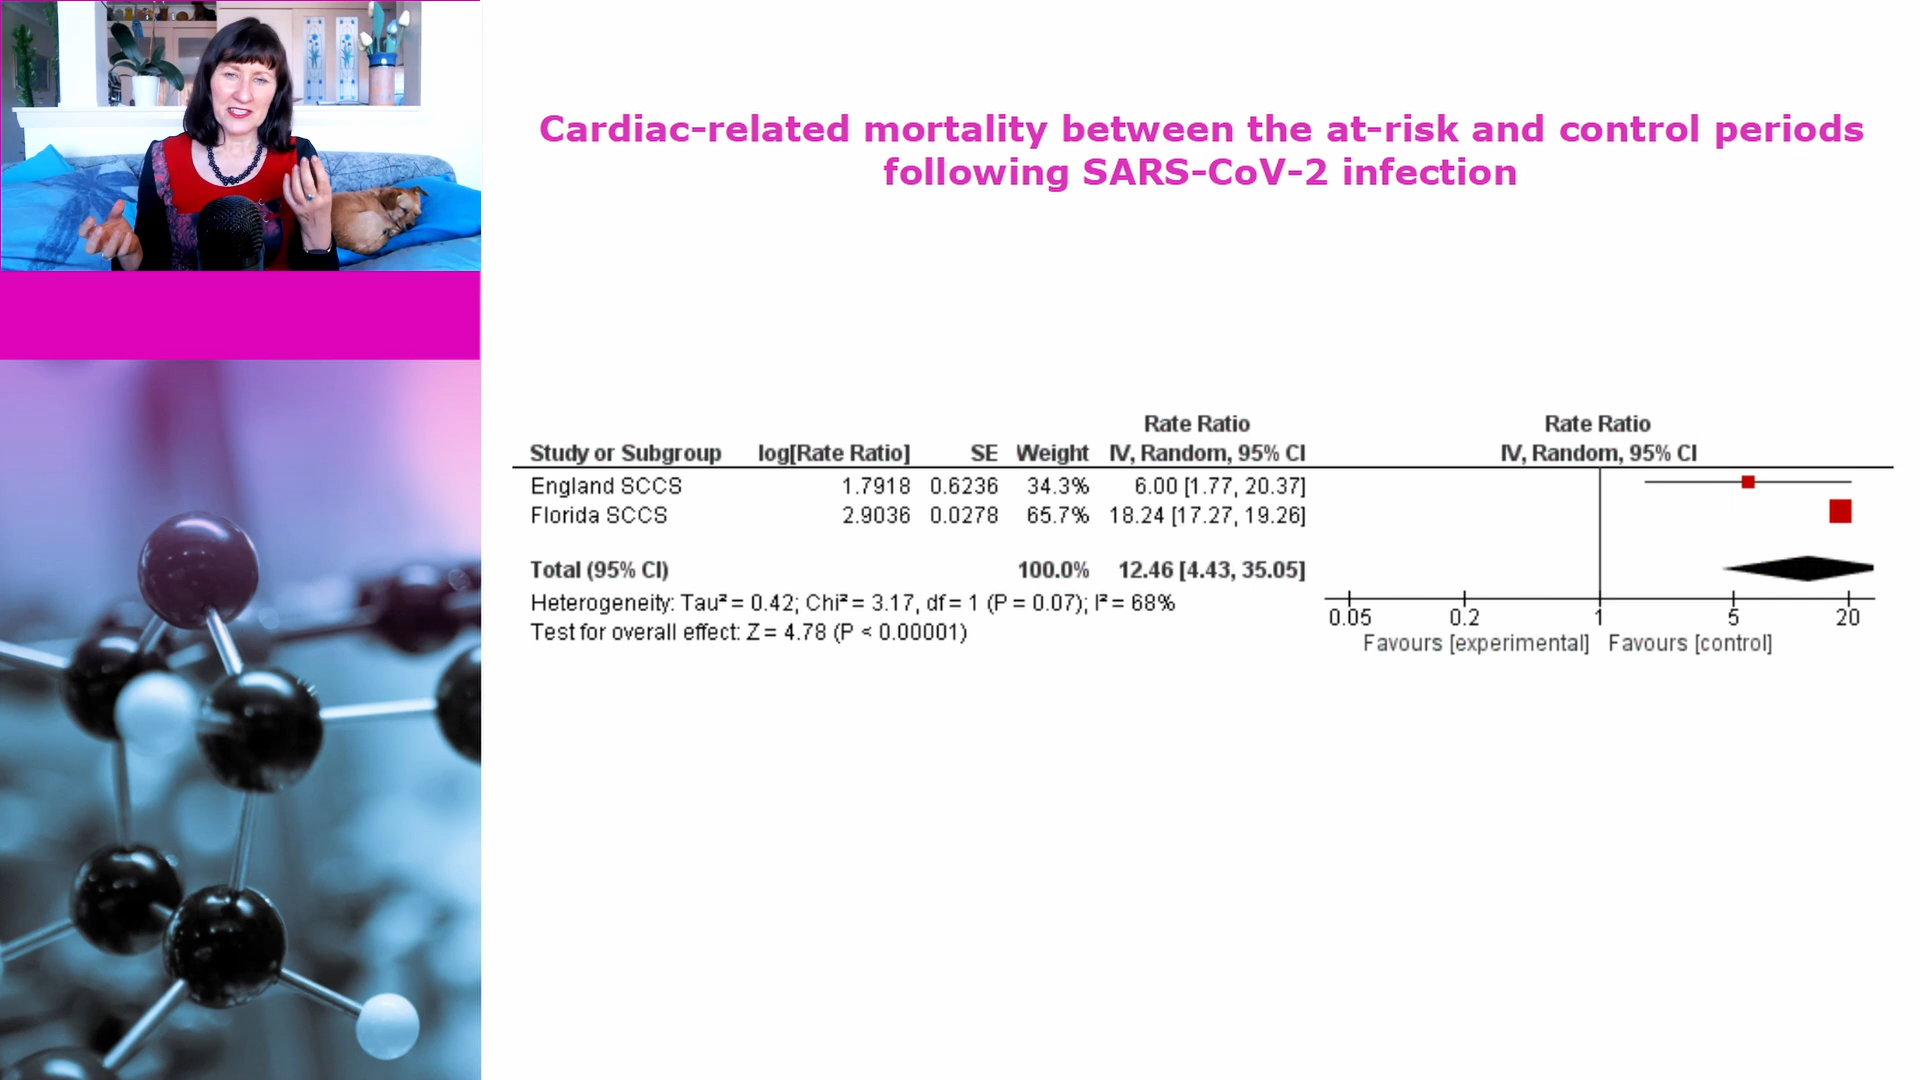 Cardiac-related mortality between the at-risk and control periods
following SARS-CoV-2 infection
Rate Ratio Rate Ratio
Study or Subgroup log[Rate Ratio] SE Weight IV, Random, 95% CI IV, Random, 95% CI
England SCCS 1.7918 0.6236 34.3% 6.00 [1.77, 20.37]
Florida SCCS 2.9036 0.0278 65.7% 18.24 [17.27, 19.26]
Total (95% CI) 100.0% 12.46 [4.43, 35.05]
Heterogeneity: Tau² = 0.42; Chi² = 3.17, df = 1 (P = 0.07); I² = 68%
Test for overall effect: Z = 4.78 (P < 0.00001)
0.05 0.2 1 5 20
Favours [experimental] Favours [control]